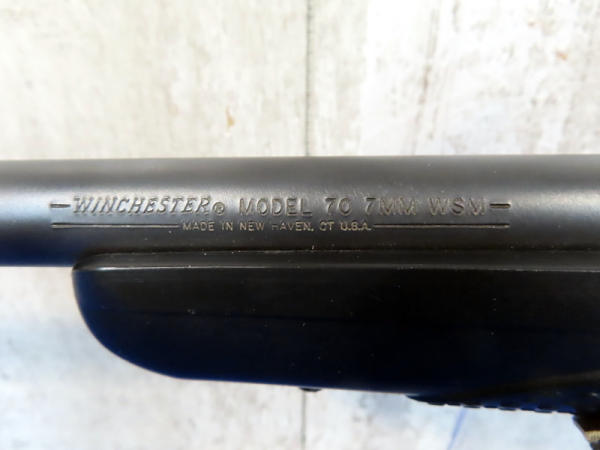 WINCHESTER® MODEL 70 7MM WSM
MADE IN NEW HAVEN, CT U.S.A.